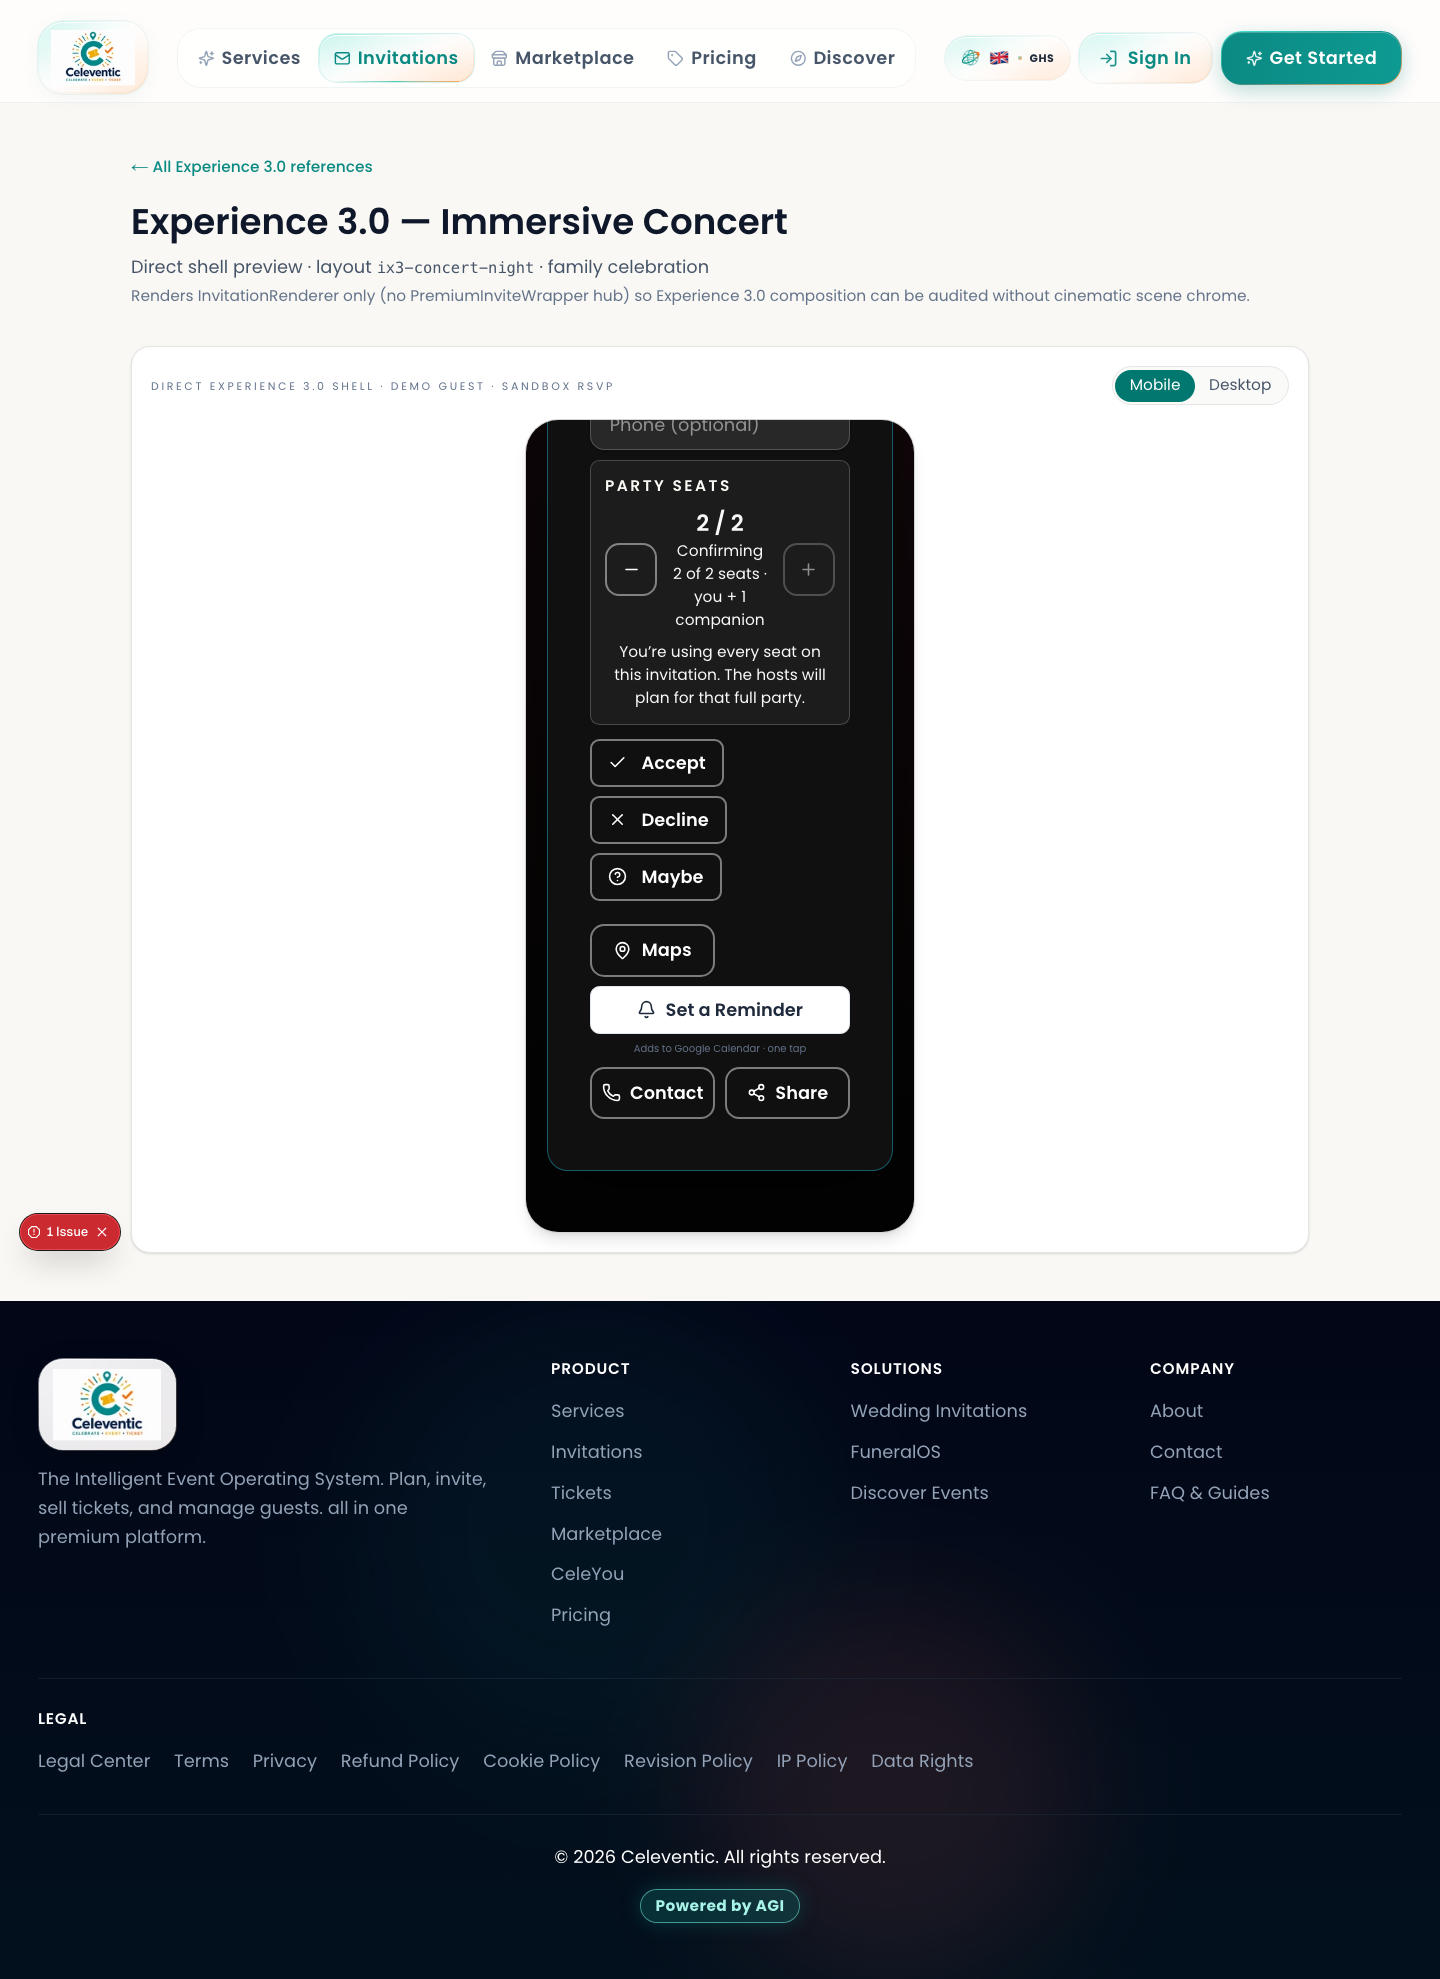 Celeventic
CELEBRATE • EVENT • TICKET
Services
Invitations
Marketplace
Pricing
Discover
GHS
Sign In
Get Started
← All Experience 3.0 references
Experience 3.0 — Immersive Concert
Direct shell preview · layout ix3-concert-night · family celebration
Renders InvitationRenderer only (no PremiumInviteWrapper hub) so Experience 3.0 composition can be audited without cinematic scene chrome.
DIRECT EXPERIENCE 3.0 SHELL · DEMO GUEST · SANDBOX RSVP
Mobile
Desktop
Phone (optional)
PARTY SEATS
2 / 2
Confirming
2 of 2 seats ·
you + 1
companion
You’re using every seat on
this invitation. The hosts will
plan for that full party.
Accept
Decline
Maybe
Maps
Set a Reminder
Adds to Google Calendar · one tap
Contact
Share
1 Issue
Celeventic
CELEBRATE • EVENT • TICKET
The Intelligent Event Operating System. Plan, invite,
sell tickets, and manage guests. all in one
premium platform.
PRODUCT
Services
Invitations
Tickets
Marketplace
CeleYou
Pricing
SOLUTIONS
Wedding Invitations
FuneralOS
Discover Events
COMPANY
About
Contact
FAQ & Guides
LEGAL
Legal Center
Terms
Privacy
Refund Policy
Cookie Policy
Revision Policy
IP Policy
Data Rights
© 2026 Celeventic. All rights reserved.
Powered by AGI